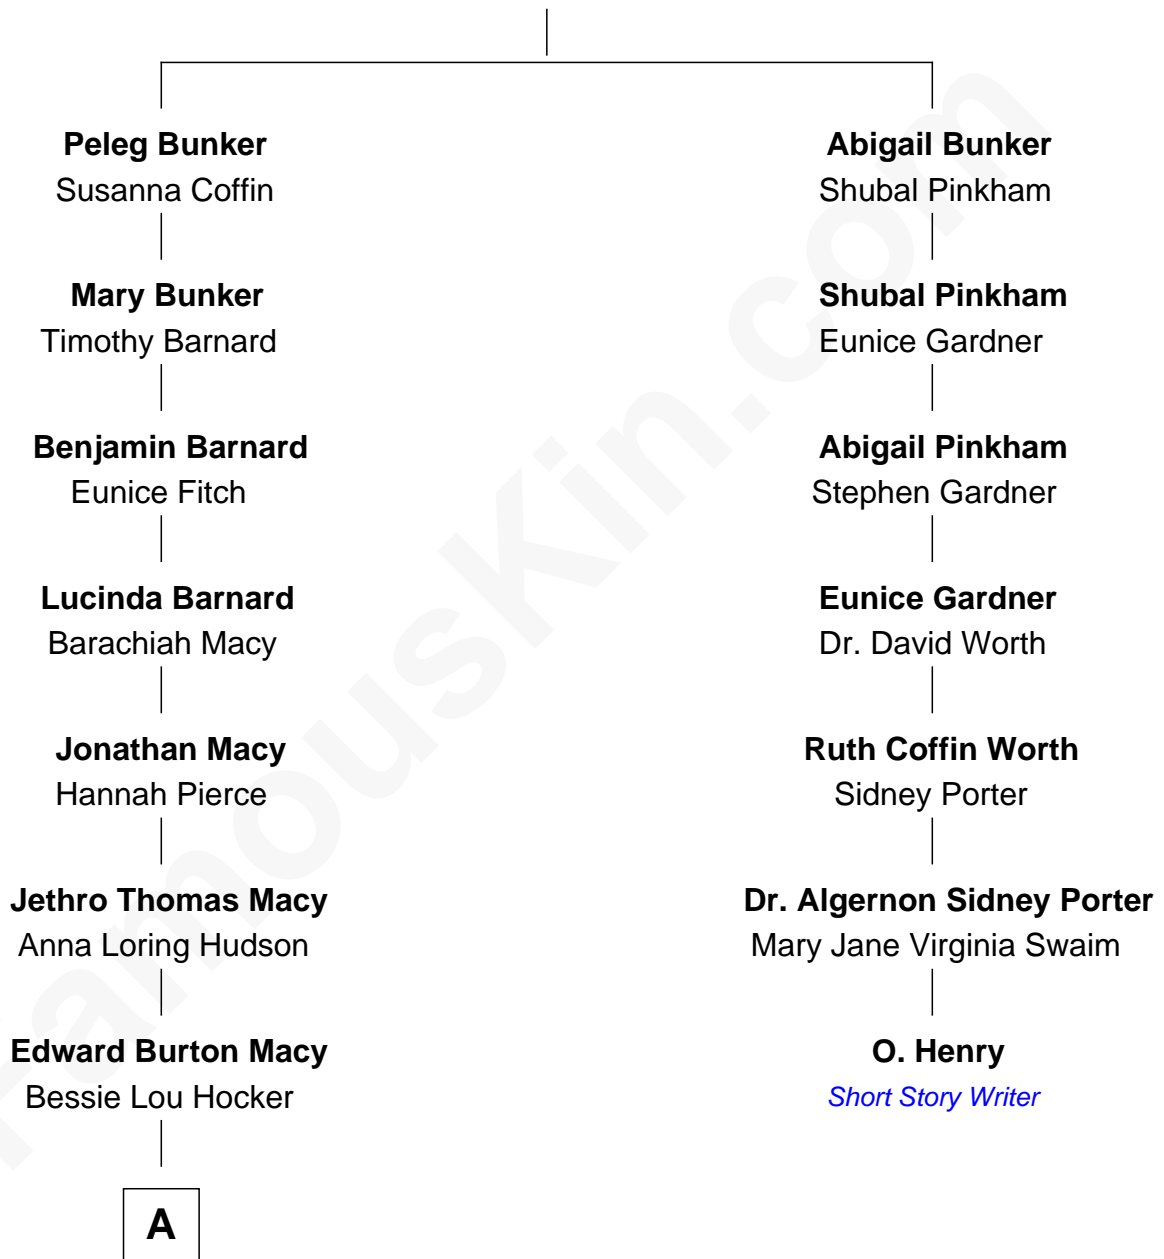 Peleg Bunker
Susanna Coffin
Mary Bunker
Timothy Barnard
Benjamin Barnard
Eunice Fitch
Lucinda Barnard
Barachiah Macy
Jonathan Macy
Hannah Pierce
Jethro Thomas Macy
Anna Loring Hudson
Edward Burton Macy
Bessie Lou Hocker
A
Abigail Bunker
Shubal Pinkham
Shubal Pinkham
Eunice Gardner
Abigail Pinkham
Stephen Gardner
Eunice Gardner
Dr. David Worth
Ruth Coffin Worth
Sidney Porter
Dr. Algernon Sidney Porter
Mary Jane Virginia Swaim
O. Henry
Short Story Writer
FamousKin.com